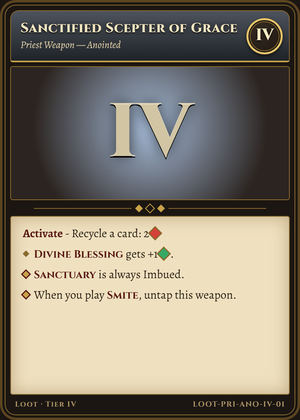 Sanctified Scepter of Grace
IV
Priest Weapon — Anointed
IV
Activate - Recycle a card: 2
Divine Blessing gets +1.
Sanctuary is always Imbued.
When you play Smite, untap this weapon.
Loot · Tier IV
LOOT-PRI-ANO-IV-01